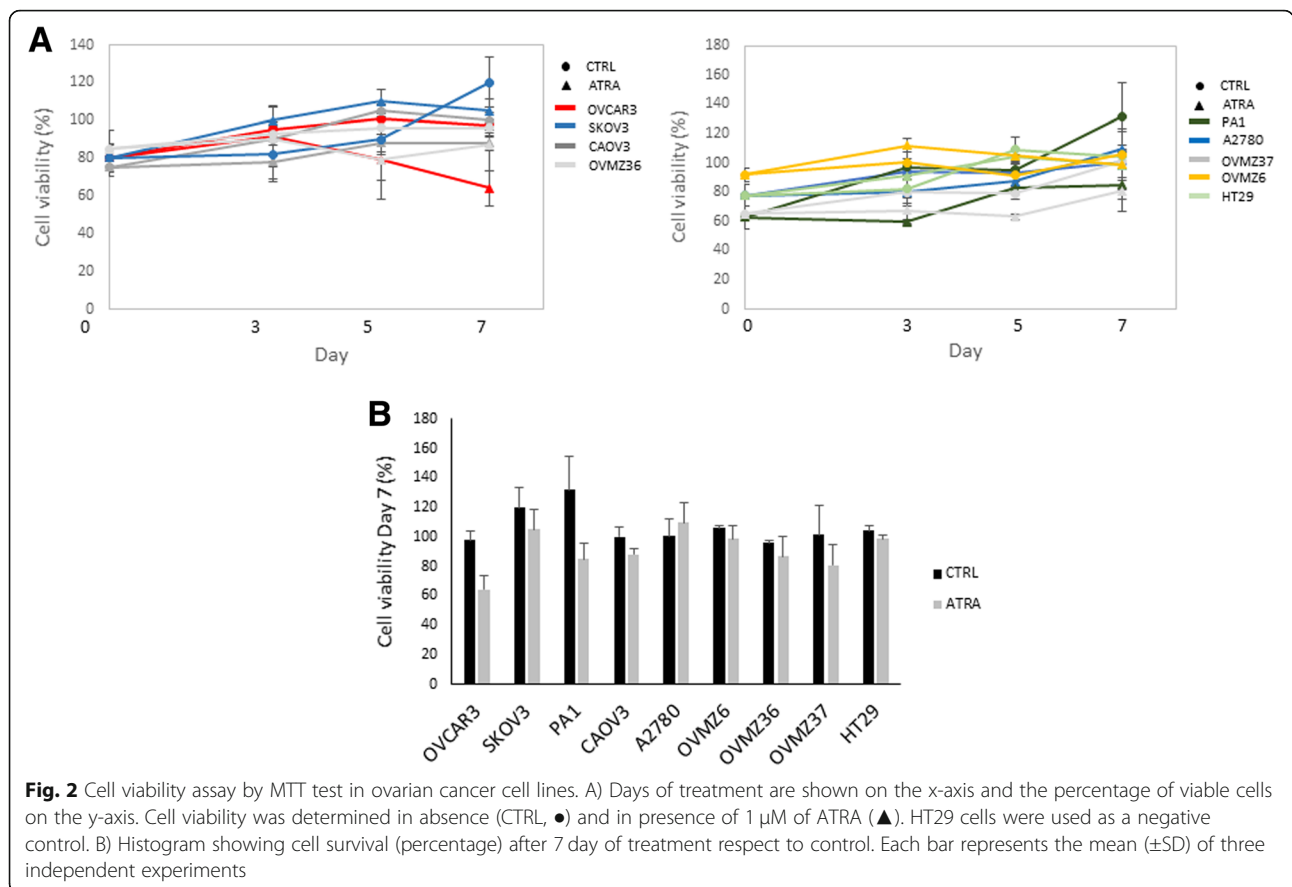 A
140
120
100
80
60
40
20
0
Cell viability (%)
0 3 5 7
Day
CTRL
ATRA
OVCAR3
SKOV3
CAOV3
OVMZ36
180
160
140
120
100
80
60
40
20
0
Cell viability (%)
0 3 5 7
Day
CTRL
ATRA
PA1
A2780
OVMZ37
OVMZ6
HT29
B
180
160
140
120
100
80
60
40
20
0
Cell viability Day 7 (%)
OVCAR3 SKOV3 PA1 CAOV3 A2780 OVMZ6 OVMZ36 OVMZ37 HT29
CTRL
ATRA
Fig. 2 Cell viability assay by MTT test in ovarian cancer cell lines. A) Days of treatment are shown on the x-axis and the percentage of viable cells
on the y-axis. Cell viability was determined in absence (CTRL, ●) and in presence of 1 μM of ATRA (▲). HT29 cells were used as a negative
control. B) Histogram showing cell survival (percentage) after 7 day of treatment respect to control. Each bar represents the mean (±SD) of three
independent experiments